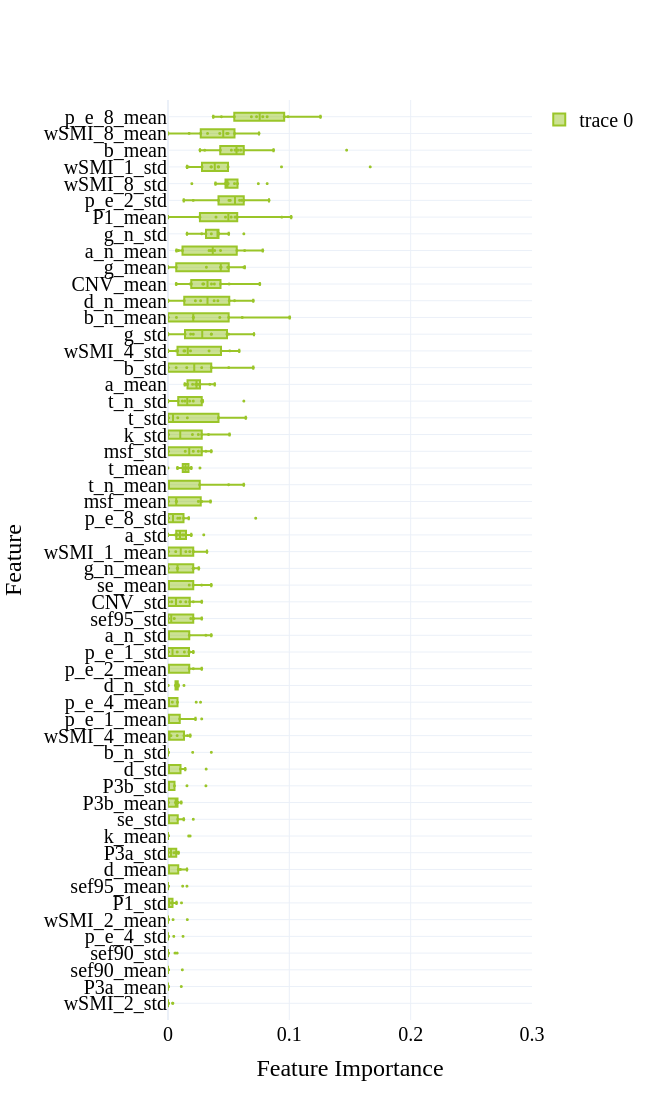 trace 0
p_e_8_mean
wSMI_8_mean
b_mean
wSMI_1_std
wSMI_8_std
p_e_2_std
P1_mean
g_n_std
a_n_mean
g_mean
CNV_mean
d_n_mean
b_n_mean
g_std
wSMI_4_std
b_std
a_mean
t_n_std
t_std
k_std
msf_std
t_mean
t_n_mean
msf_mean
p_e_8_std
a_std
wSMI_1_mean
g_n_mean
se_mean
CNV_std
sef95_std
a_n_std
p_e_1_std
p_e_2_mean
d_n_std
p_e_4_mean
p_e_1_mean
wSMI_4_mean
b_n_std
d_std
P3b_std
P3b_mean
se_std
k_mean
P3a_std
d_mean
sef95_mean
P1_std
wSMI_2_mean
p_e_4_std
sef90_std
sef90_mean
P3a_mean
wSMI_2_std
Feature
0 0.1 0.2 0.3
Feature Importance